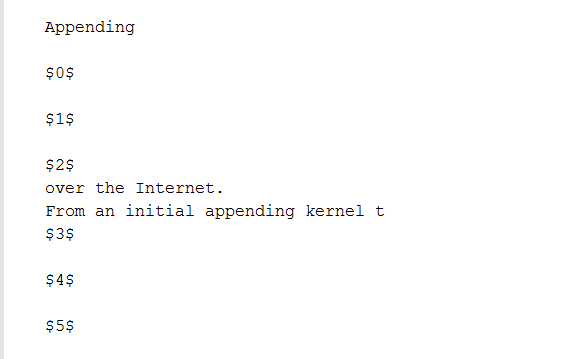 Appending
$0$
$1$
$2$
over the Internet.
From an initial appending kernel t
$3$
$4$
$5$